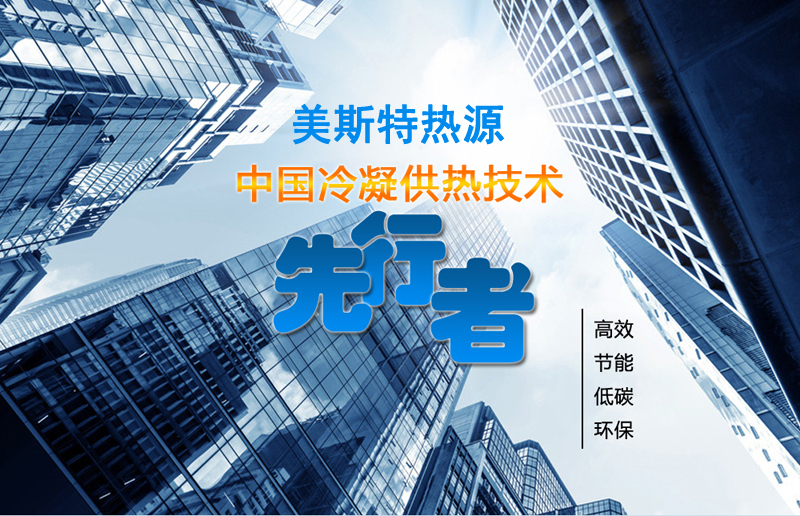 美斯特热源
中国冷凝供热技术
先行者
高效
节能
低碳
环保